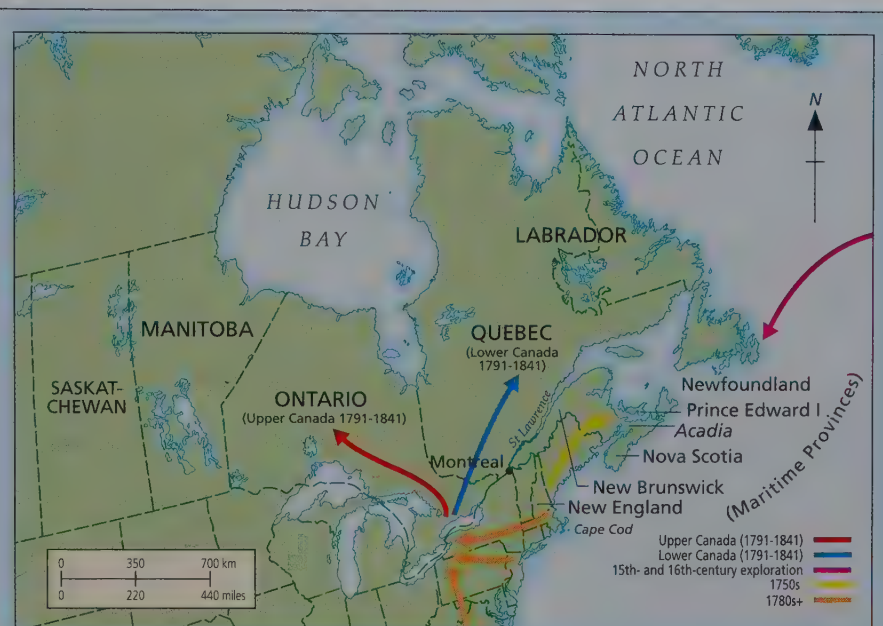 NORTH
ATLANTIC
OCEAN
N
HUDSON
BAY
LABRADOR
MANITOBA
QUEBEC
(Lower Canada
1791-1841)
SASKAT-
CHEWAN
ONTARIO
(Upper Canada 1791-1841)
St Lawrence
Newfoundland
Prince Edward I.
Acadia
Nova Scotia
(Maritime Provinces)
Montreal
New Brunswick
New England
Cape Cod
0 350 700 km
0 220 440 miles
Upper Canada (1791-1841)
Lower Canada (1791-1841)
15th- and 16th-century exploration
1750s
1780s+